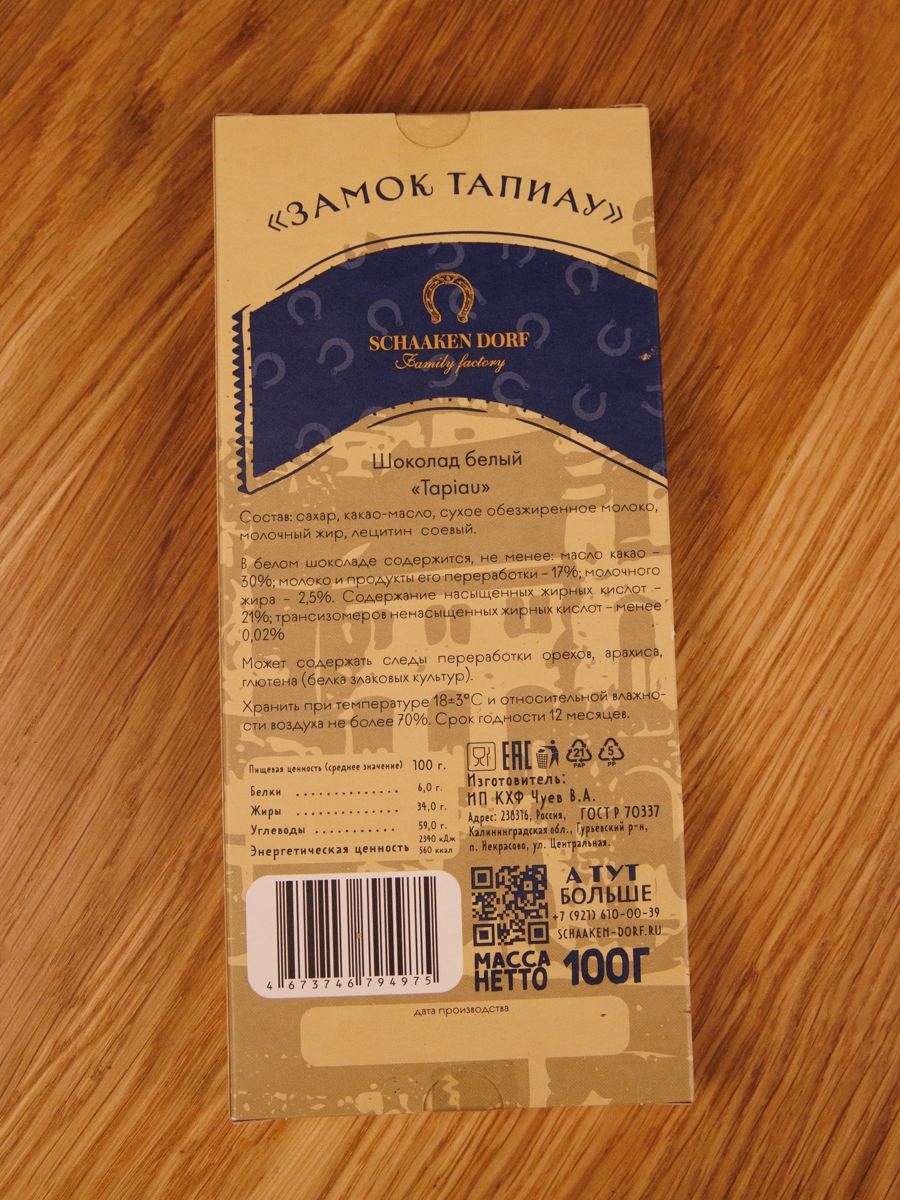 «ЗАМОК ТАПИАУ»
SCHAAKEN DORF
Family factory
Шоколад белый
«Tapiau»
Состав: сахар, какао-масло, сухое обезжиренное молоко,
молочный жир, лецитин соевый.
В белом шоколаде содержится, не менее: масло какао –
30%; молоко и продукты его переработки – 17%; молочного
жира – 2,5%. Содержание насыщенных жирных кислот –
21%; трансизомеров ненасыщенных жирных кислот – менее
0,02%
Может содержать следы переработки орехов, арахиса,
глютена (белка злаковых культур).
Хранить при температуре 18±3°С и относительной влажно-
сти воздуха не более 70%. Срок годности 12 месяцев.
Пищевая ценность (среднее значение) 100 г.
Белки .............. 6,0 г.
Жиры .............. 34,0 г.
Углеводы ........... 59,0 г.
2340 кДж
Энергетическая ценность 560 ккал
EAC
21
PAP
5
PP
Изготовитель:
ИП КХФ Чуев В.А.
Адрес: 238316, Россия, ГОСТ Р 70337
Калининградская обл., Гурьевский р-н,
п. Некрасово, ул. Центральная.
А ТУТ
БОЛЬШЕ
+7 (921) 610-00-39
SCHAAKEN-DORF.RU
МАССА
НЕТТО 100Г
4 673746 794975
дата производства